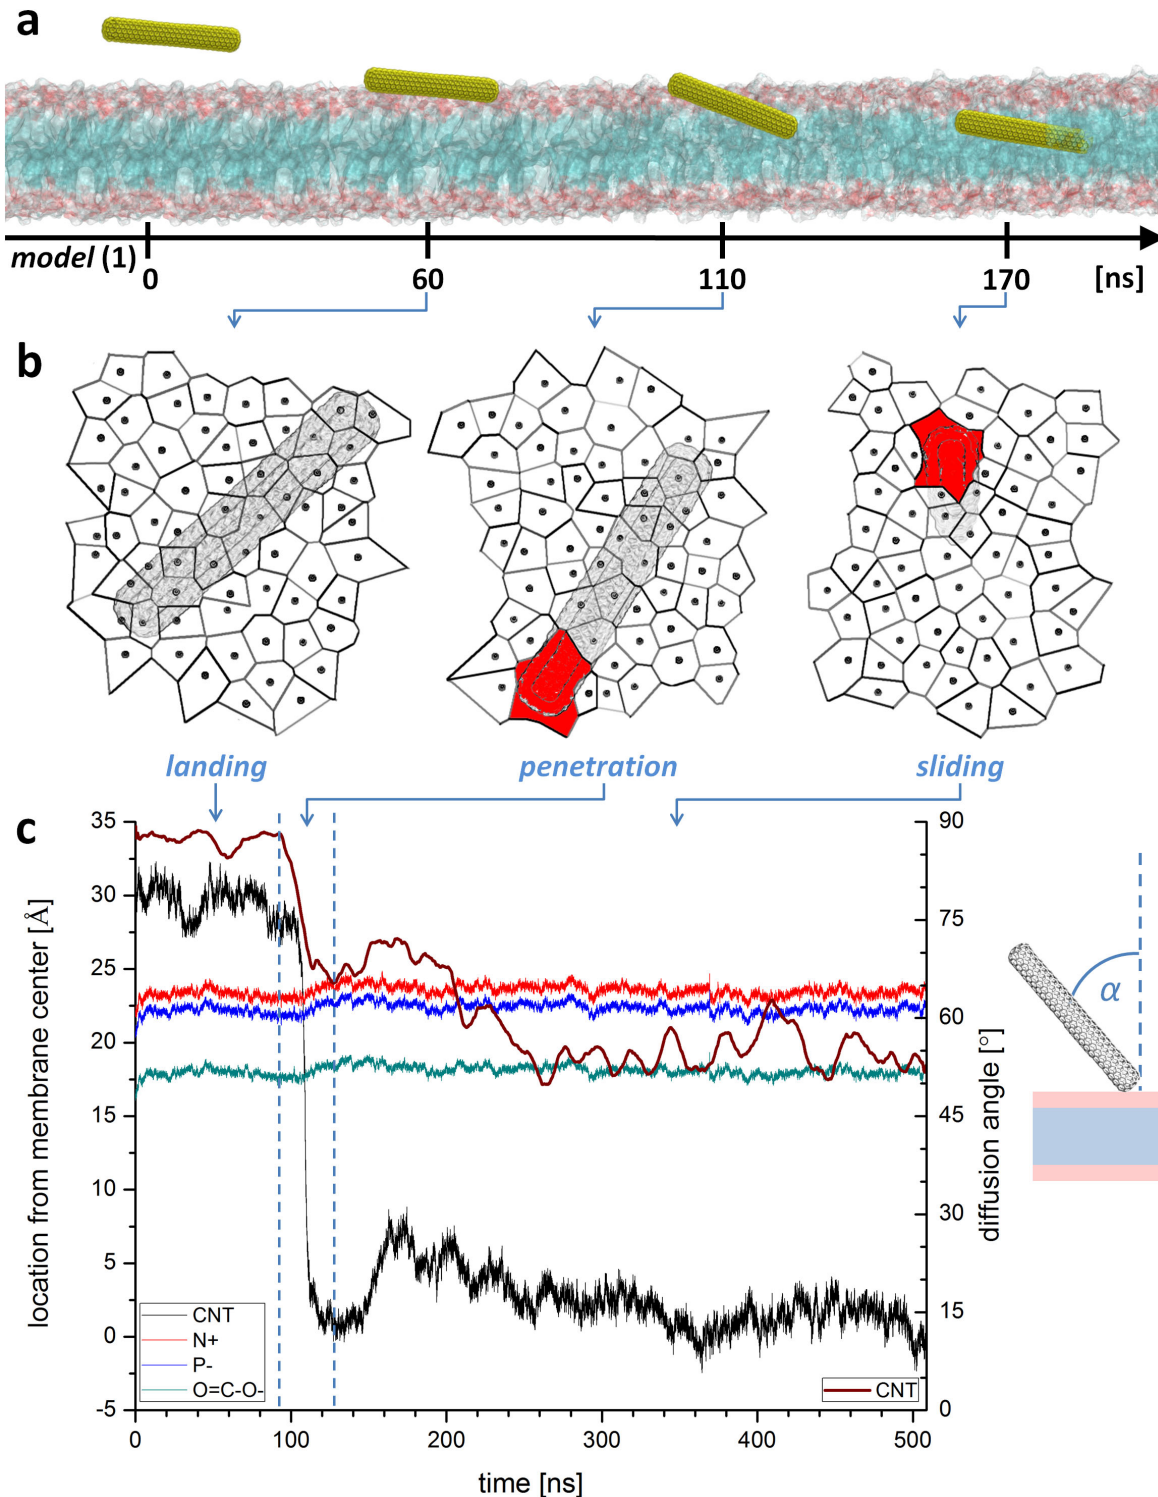 a
model (1)
0
60
110
170
[ns]
b
landing
penetration
sliding
c
35
30
25
20
15
10
5
0
-5
location from membrane center [Å]
CNT
N+
P-
O=C-O-
CNT
90
75
60
45
30
15
0
diffusion angle [°]
α
0
100
200
300
400
500
time [ns]